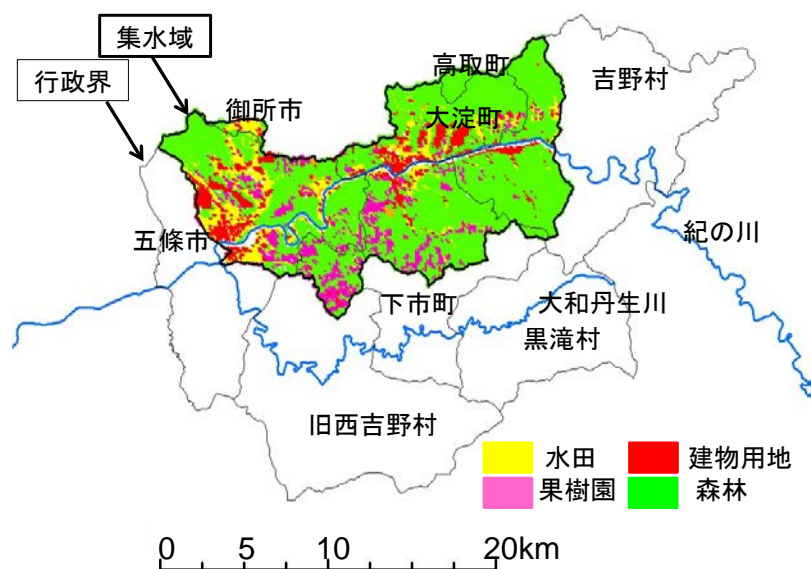 集水域
行政界
高取町
吉野村
御所市
大淀町
五條市
紀の川
下市町
大和丹生川
黒滝村
旧西吉野村
水田
建物用地
果樹園
森林
0 5 10 20km